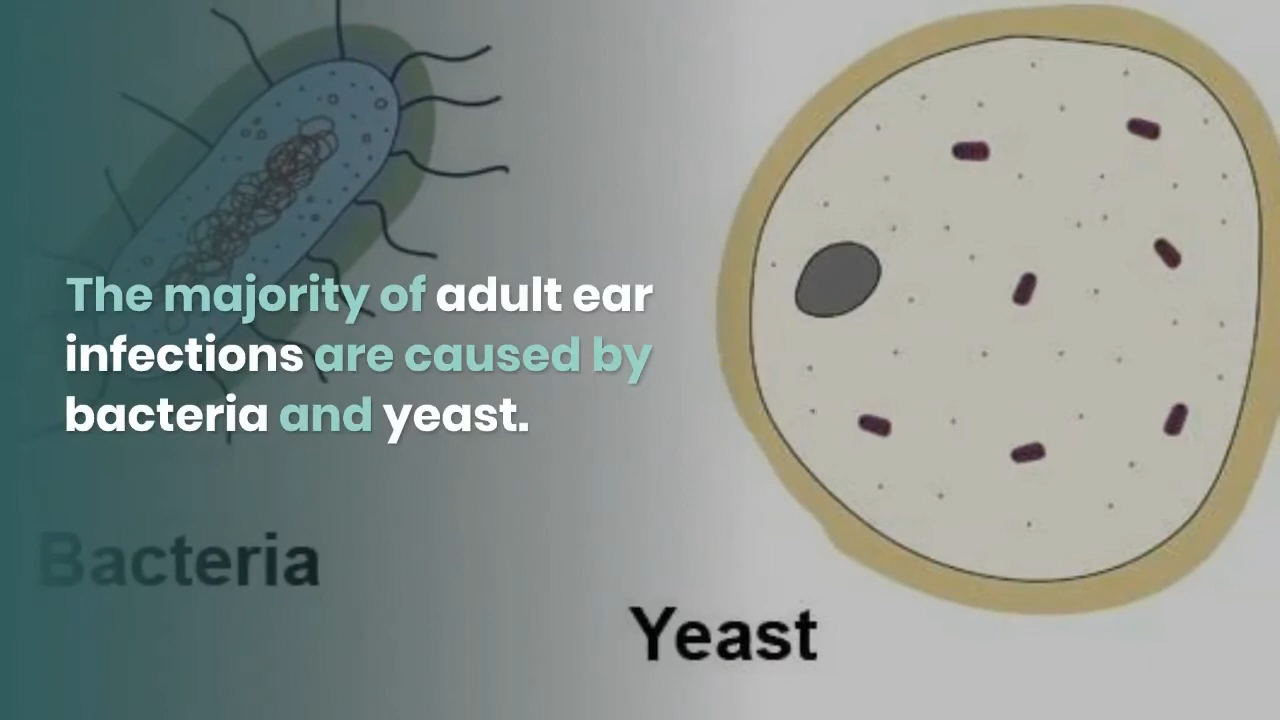 The majority of adult ear
infections are caused by
bacteria and yeast.
Bacteria
Yeast